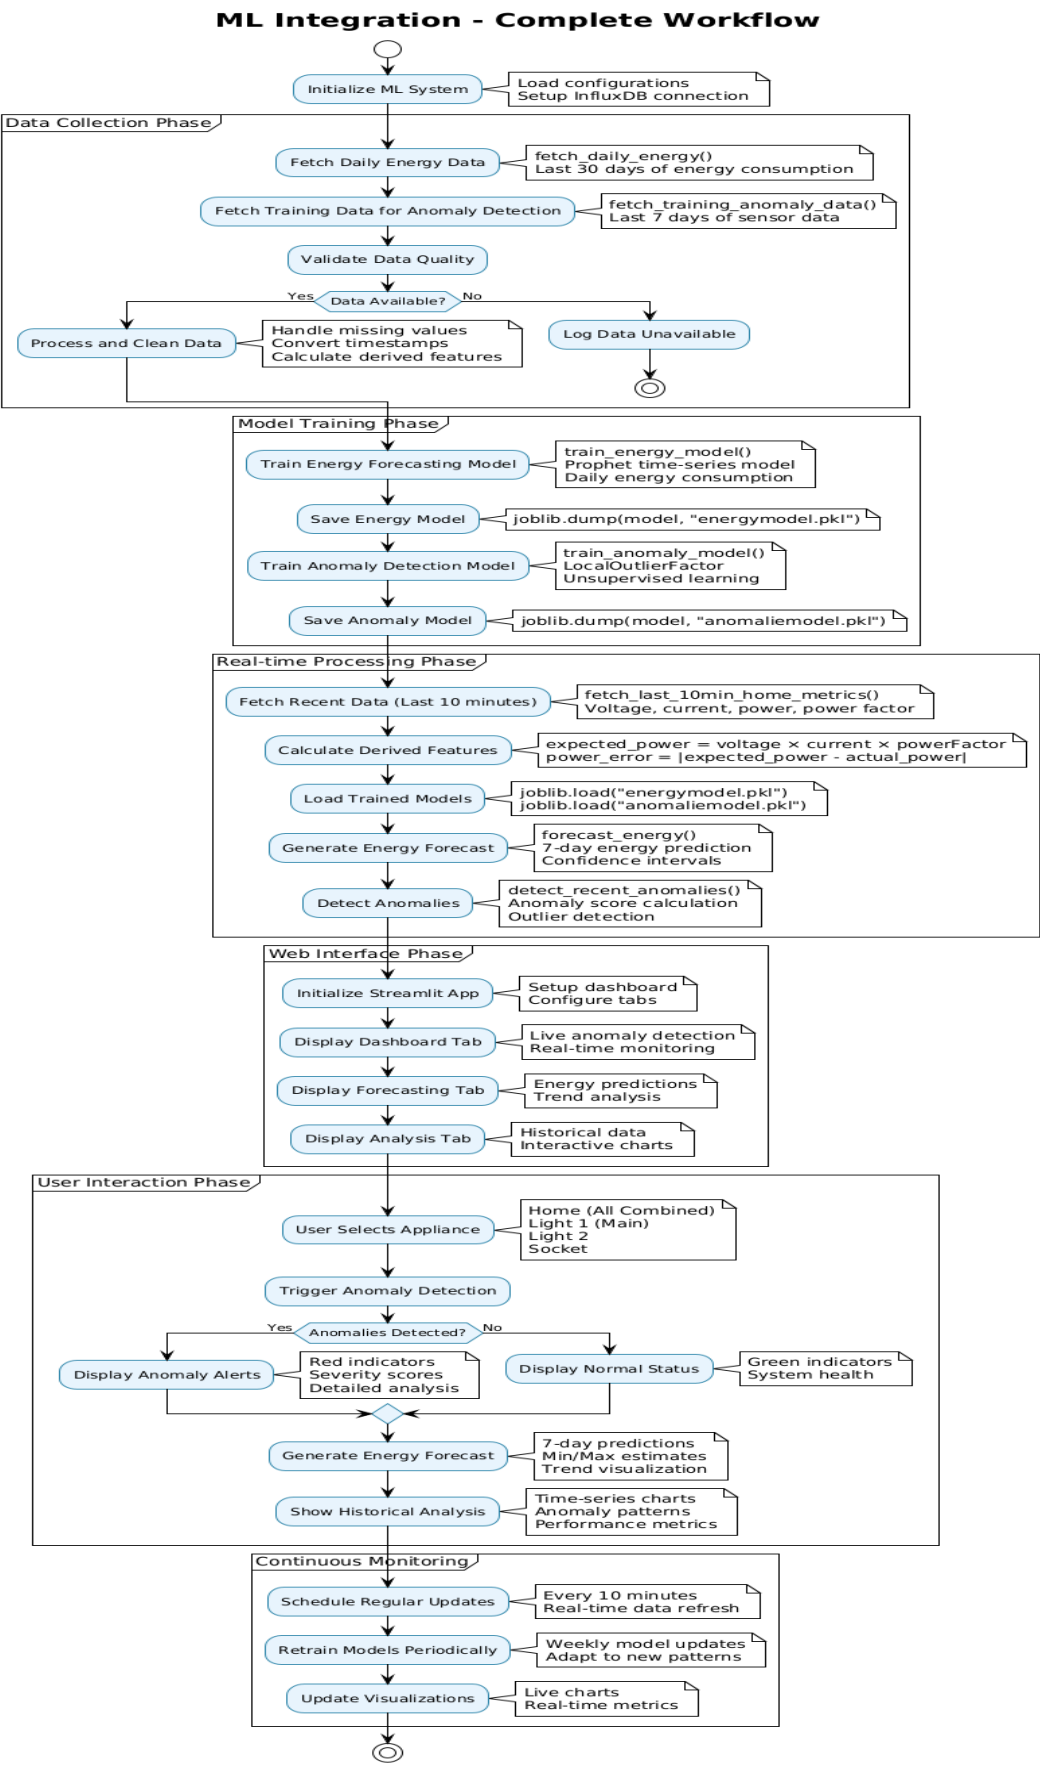 ML Integration - Complete Workflow
Initialize ML System
Load configurations
Setup InfluxDB connection
Data Collection Phase
Fetch Daily Energy Data
fetch_daily_energy()
Last 30 days of energy consumption
Fetch Training Data for Anomaly Detection
fetch_training_anomaly_data()
Last 7 days of sensor data
Validate Data Quality
Yes
Data Available?
No
Process and Clean Data
Handle missing values
Convert timestamps
Calculate derived features
Log Data Unavailable
Model Training Phase
Train Energy Forecasting Model
train_energy_model()
Prophet time-series model
Daily energy consumption
Save Energy Model
joblib.dump(model, "energymodel.pkl")
Train Anomaly Detection Model
train_anomaly_model()
LocalOutlierFactor
Unsupervised learning
Save Anomaly Model
joblib.dump(model, "anomaliemodel.pkl")
Real-time Processing Phase
Fetch Recent Data (Last 10 minutes)
fetch_last_10min_home_metrics()
Voltage, current, power, power factor
Calculate Derived Features
expected_power = voltage × current × powerFactor
power_error = |expected_power - actual_power|
Load Trained Models
joblib.load("energymodel.pkl")
joblib.load("anomaliemodel.pkl")
Generate Energy Forecast
forecast_energy()
7-day energy prediction
Confidence intervals
Detect Anomalies
detect_recent_anomalies()
Anomaly score calculation
Outlier detection
Web Interface Phase
Initialize Streamlit App
Setup dashboard
Configure tabs
Display Dashboard Tab
Live anomaly detection
Real-time monitoring
Display Forecasting Tab
Energy predictions
Trend analysis
Display Analysis Tab
Historical data
Interactive charts
User Interaction Phase
User Selects Appliance
Home (All Combined)
Light 1 (Main)
Light 2
Socket
Trigger Anomaly Detection
Yes
Anomalies Detected?
No
Display Anomaly Alerts
Red indicators
Severity scores
Detailed analysis
Display Normal Status
Green indicators
System health
Generate Energy Forecast
7-day predictions
Min/Max estimates
Trend visualization
Show Historical Analysis
Time-series charts
Anomaly patterns
Performance metrics
Continuous Monitoring
Schedule Regular Updates
Every 10 minutes
Real-time data refresh
Retrain Models Periodically
Weekly model updates
Adapt to new patterns
Update Visualizations
Live charts
Real-time metrics